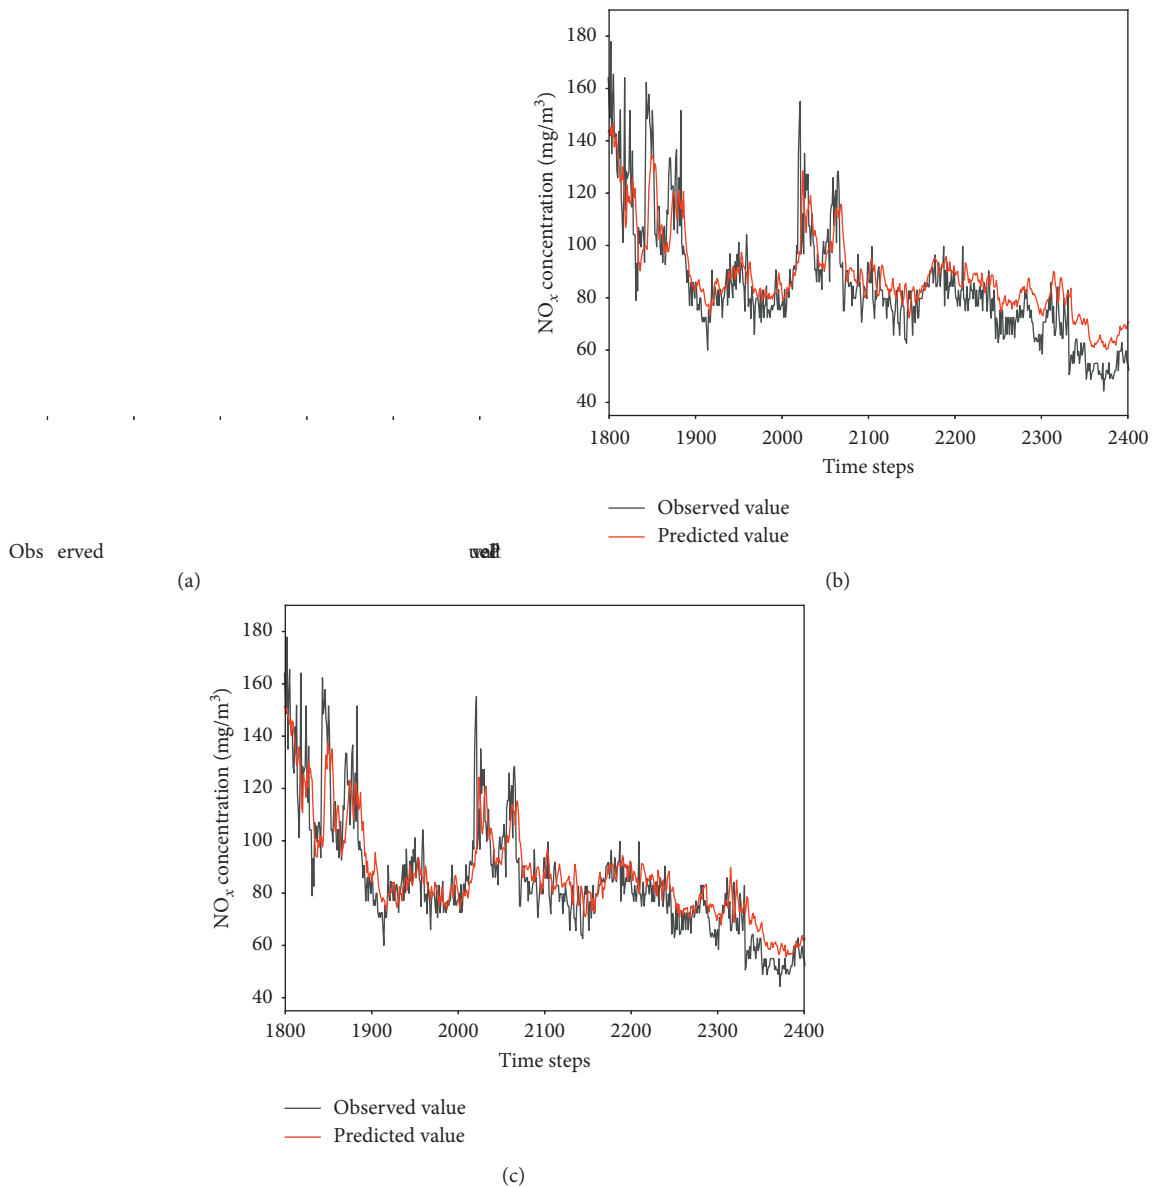 Obs erved
(a)
NOx concentration (mg/m³)
180
160
140
120
100
80
60
40
1800 1900 2000 2100 2200 2300 2400
Time steps
Observed value
Predicted value
(b)
NOx concentration (mg/m³)
180
160
140
120
100
80
60
40
1800 1900 2000 2100 2200 2300 2400
Time steps
Observed value
Predicted value
(c)